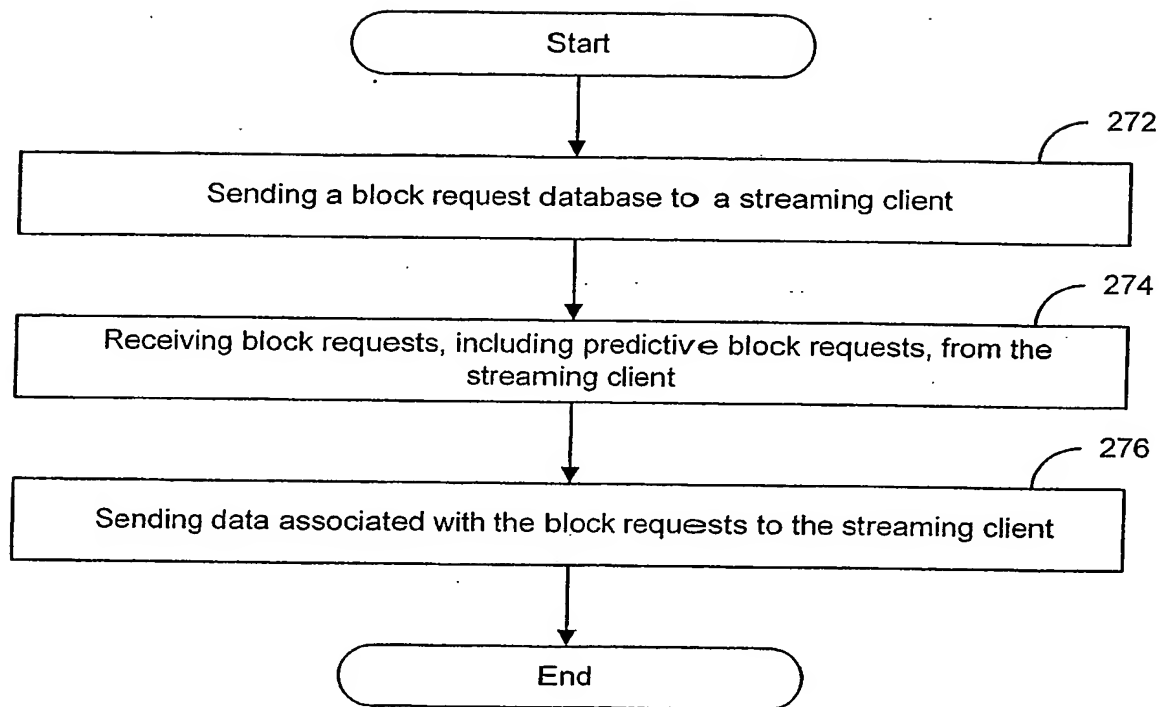 Start
272
Sending a block request database to a streaming client
274
Receiving block requests, including predictive block requests, from the
streaming client
276
Sending data associated with the block requests to the streaming client
End